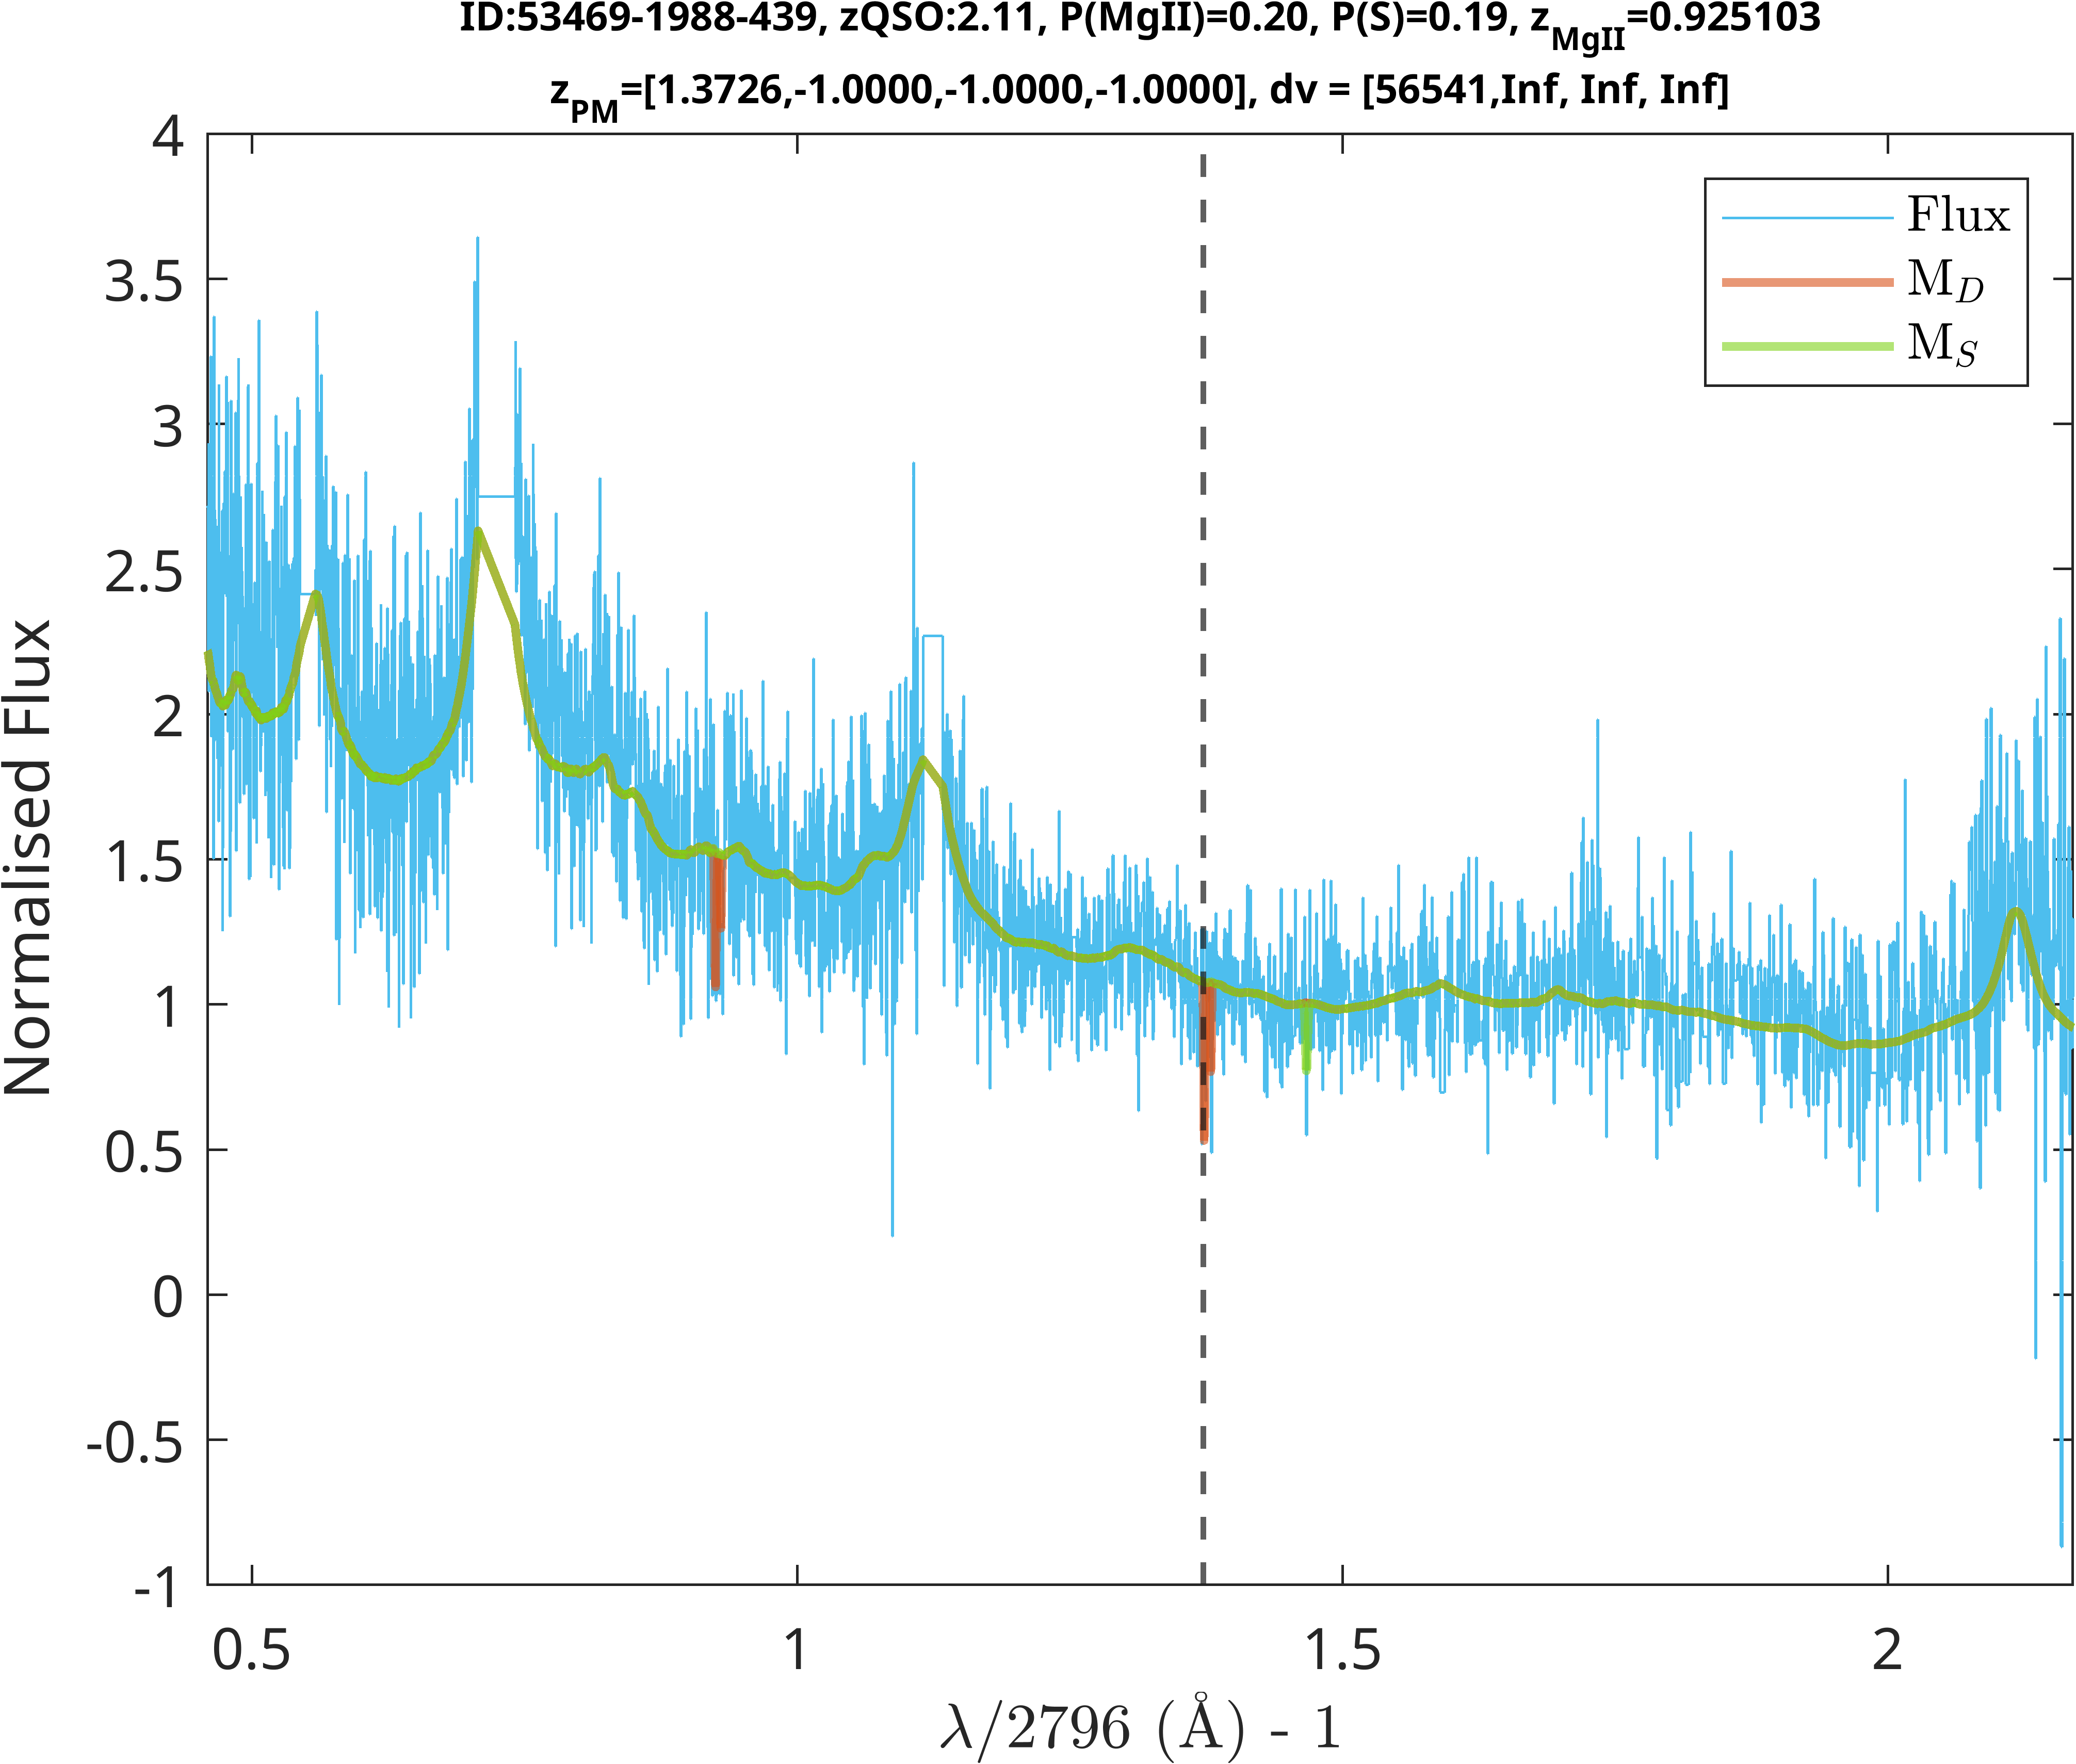 ID:53469-1988-439, zQSO:2.11, P(MgII)=0.20, P(S)=0.19, zMgII=0.925103
zPM=[1.3726,-1.0000,-1.0000,-1.0000], dv = [56541,Inf, Inf, Inf]
4
3.5
3
2.5
2
1.5
1
0.5
0
-0.5
-1
Normalised Flux
Flux
MD
MS
0.5
1
1.5
2
λ/2796 (Å) - 1